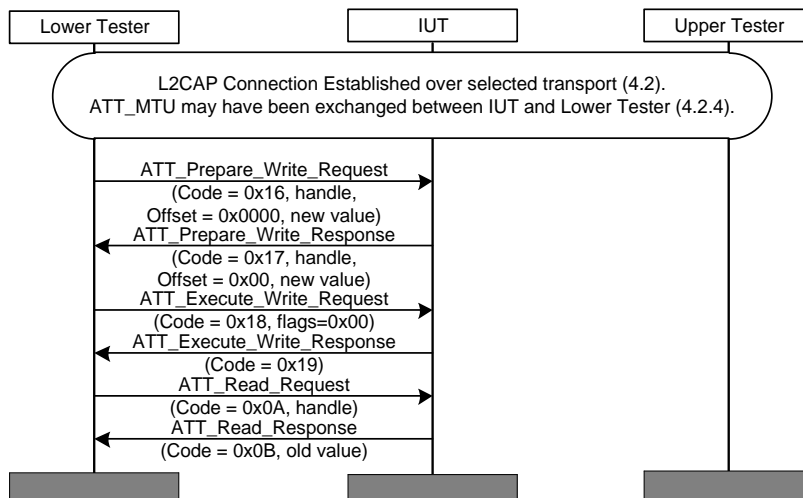 Lower Tester
IUT
Upper Tester
L2CAP Connection Established over selected transport (4.2).
ATT_MTU may have been exchanged between IUT and Lower Tester (4.2.4).
ATT_Prepare_Write_Request
(Code = 0x16, handle,
Offset = 0x0000, new value)
ATT_Prepare_Write_Response
(Code = 0x17, handle,
Offset = 0x00, new value)
ATT_Execute_Write_Request
(Code = 0x18, flags=0x00)
ATT_Execute_Write_Response
(Code = 0x19)
ATT_Read_Request
(Code = 0x0A, handle)
ATT_Read_Response
(Code = 0x0B, old value)